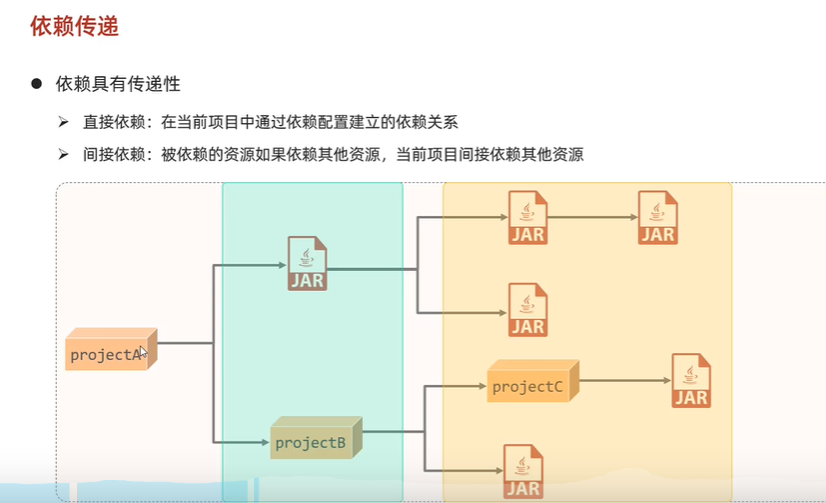 依赖传递
依赖具有传递性
直接依赖：在当前项目中通过依赖配置建立的依赖关系
间接依赖：被依赖的资源如果依赖其他资源，当前项目间接依赖其他资源
JAR
JAR
JAR
JAR
projectA
projectC
JAR
projectB
JAR